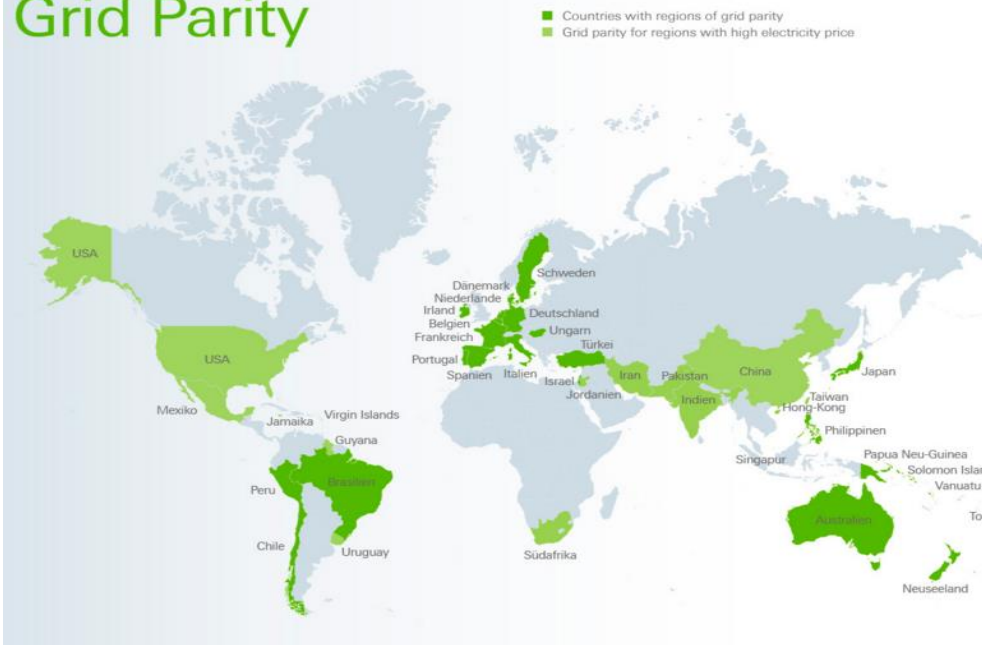 Grid Parity
Countries with regions of grid parity
Grid parity for regions with high electricity price
USA
USA
Mexiko
Jamaika
Virgin Islands
Guyana
Peru
Brasilien
Chile
Uruguay
Schweden
Dänemark
Niederlande
Irland
Deutschland
Belgien
Ungarn
Frankreich
Türkei
Portugal
Spanien
Italien
Israel
Jordanien
Iran
Pakistan
Indien
China
Japan
Taiwan
Hong-Kong
Philippinen
Singapur
Papua Neu-Guinea
Solomon Islan
Vanuatu
To
Australien
Neuseeland
Südafrika